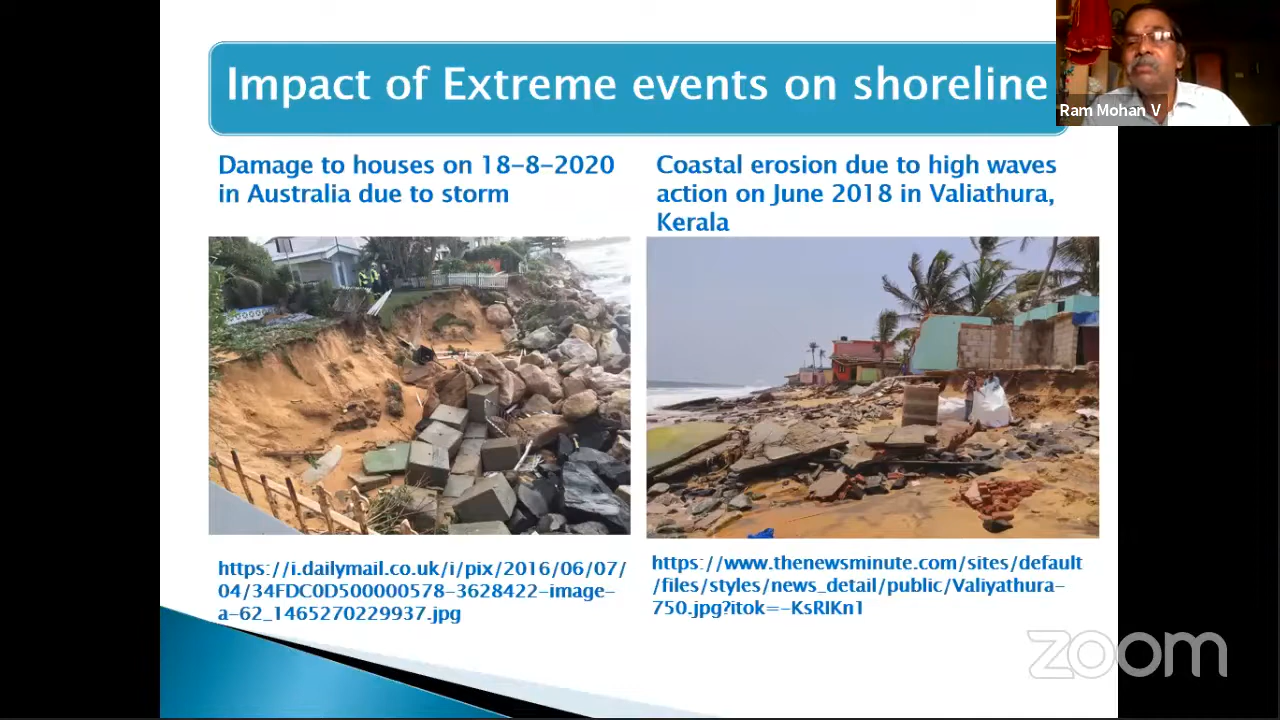 Impact of Extreme events on shoreline
Ram Mohan V
Damage to houses on 18-8-2020
in Australia due to storm
Coastal erosion due to high waves
action on June 2018 in Valiathura,
Kerala
https://i.dailymail.co.uk/i/pix/2016/06/07/
04/34FDC0D500000578-3628422-image-
a-62_1465270229937.jpg
https://www.thenewsminute.com/sites/default
/files/styles/news_detail/public/Valiyathura-
750.jpg?itok=-KsRIKn1
zoom